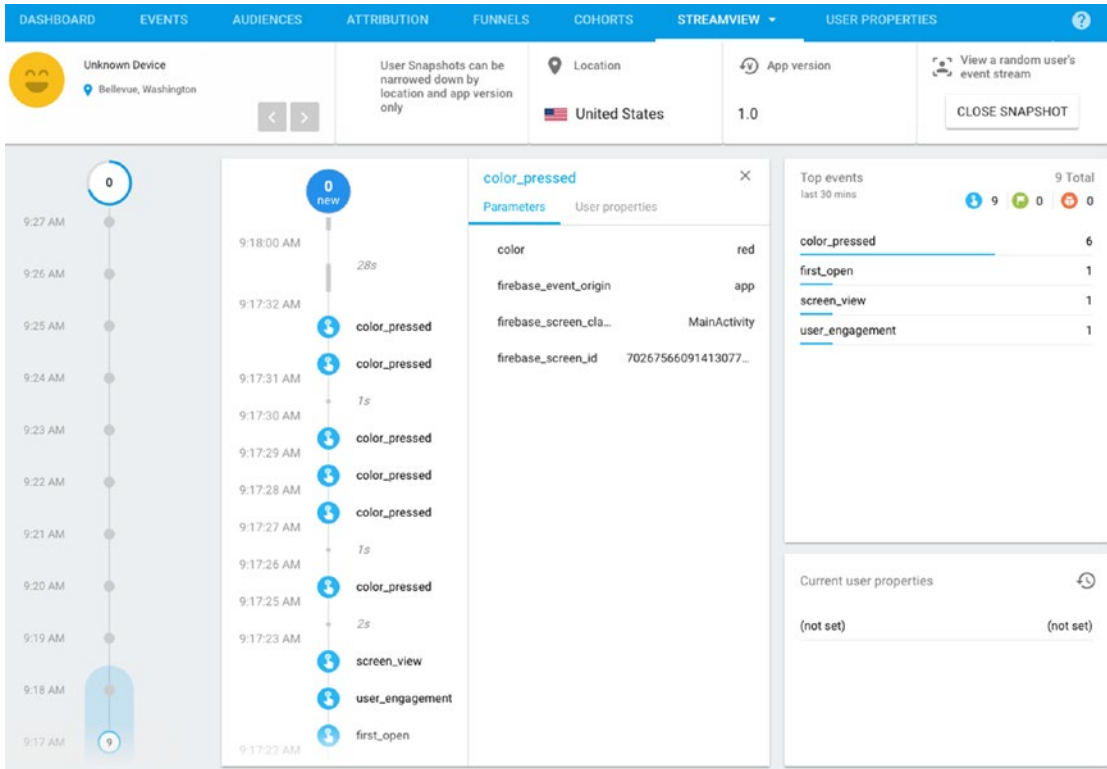 DASHBOARD EVENTS AUDIENCES ATTRIBUTION FUNNELS COHORTS STREAMVIEW USER PROPERTIES ?
Unknown Device
Bellevue, Washington
< >
User Snapshots can be
narrowed down by
location and app version
only
Location
United States
App version
1.0
View a random user's
event stream
CLOSE SNAPSHOT
0
9:27 AM
9:26 AM
9:25 AM
9:24 AM
9:23 AM
9:22 AM
9:21 AM
9:20 AM
9:19 AM
9:18 AM
9:17 AM 9
0
new
9:18:00 AM
28s
9:17:32 AM
color_pressed
color_pressed
9:17:31 AM
1s
9:17:30 AM
color_pressed
9:17:29 AM
color_pressed
9:17:28 AM
color_pressed
9:17:27 AM
1s
9:17:26 AM
color_pressed
9:17:25 AM
2s
9:17:23 AM
screen_view
user_engagement
first_open
9:17:22 AM
color_pressed
Parameters User properties
color red
firebase_event_origin app
firebase_screen_cla... MainActivity
firebase_screen_id 70267566091413077...
Top events 9 Total
last 30 mins
9 0 0
color_pressed 6
first_open 1
screen_view 1
user_engagement 1
Current user properties
(not set) (not set)